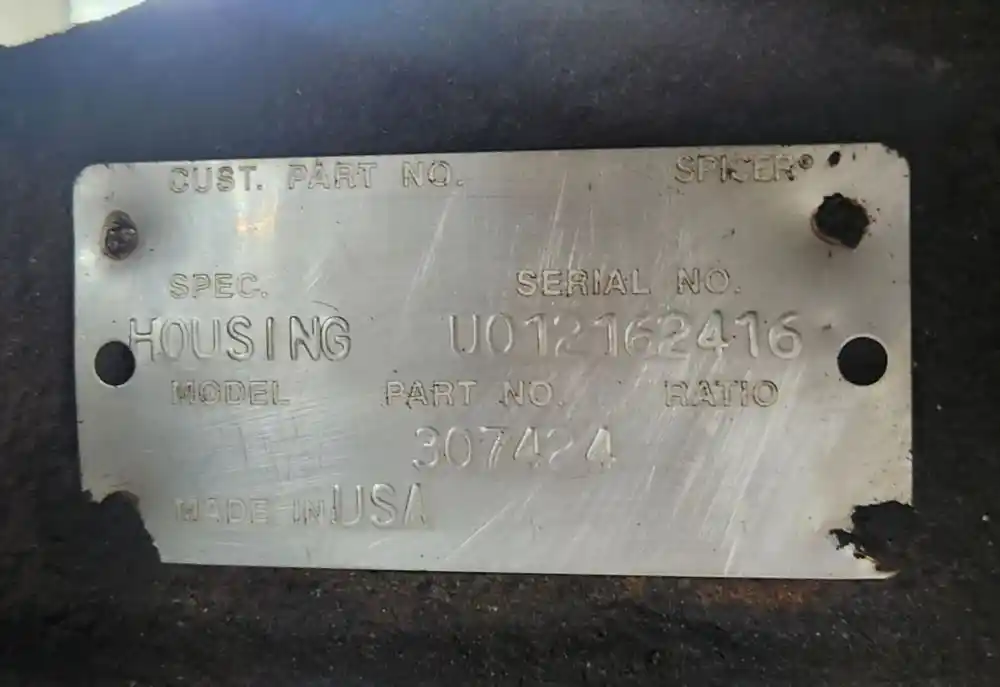 CUST. PART NO. SPICER®
SPEC. SERIAL NO.
HOUSING U012162416
MODEL PART NO. RATIO
307424
MADE IN USA